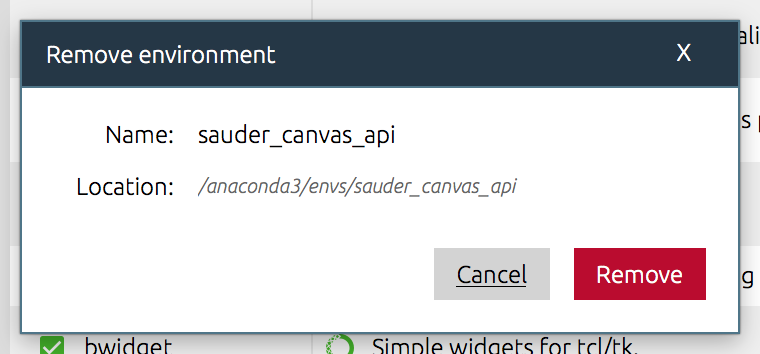 ali
Remove environment X
Name: sauder_canvas_api
s p
Location: /anaconda3/envs/sauder_canvas_api
Cancel Remove
g
bwidget Simple widgets for tcl/tk.